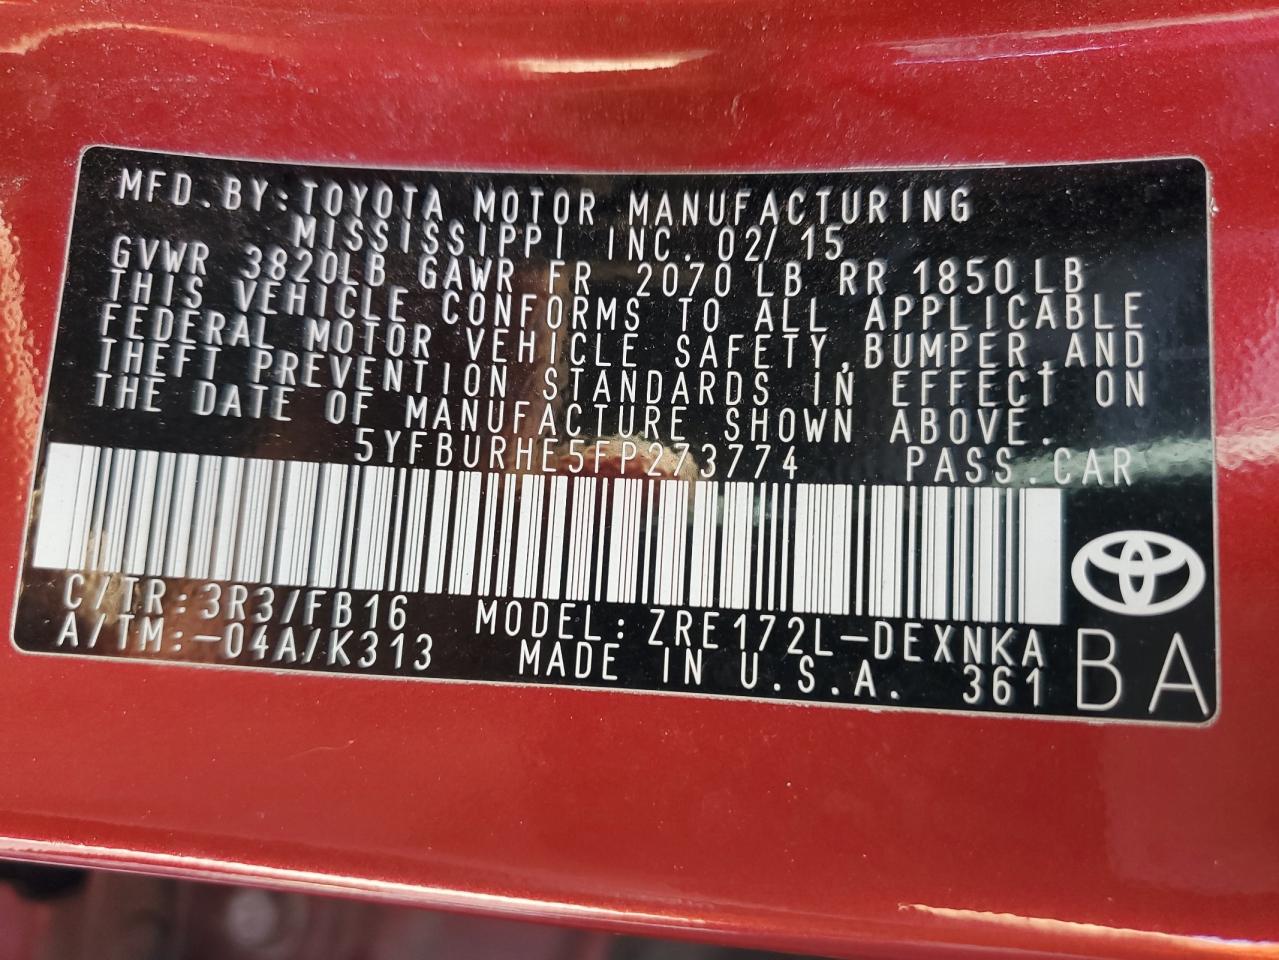 MFD.BY:TOYOTA MOTOR MANUFACTURING
MISSISSIPPI INC. 02/15
GVWR 3820LB GAWR FR 2070 LB RR 1850LB
THIS VEHICLE CONFORMS TO ALL APPLICABLE
FEDERAL MOTOR VEHICLE SAFETY,BUMPER,AND
THEFT PREVENTION STANDARDS IN EFFECT ON
THE DATE OF MANUFACTURE SHOWN ABOVE.
5YFBURHE5FP273774 PASS.CAR
C/TR:3R3/FB16 MODEL:ZRE172L-DEXNKA
A/TM:-04A/K313 MADE IN U.S.A. 361
BA